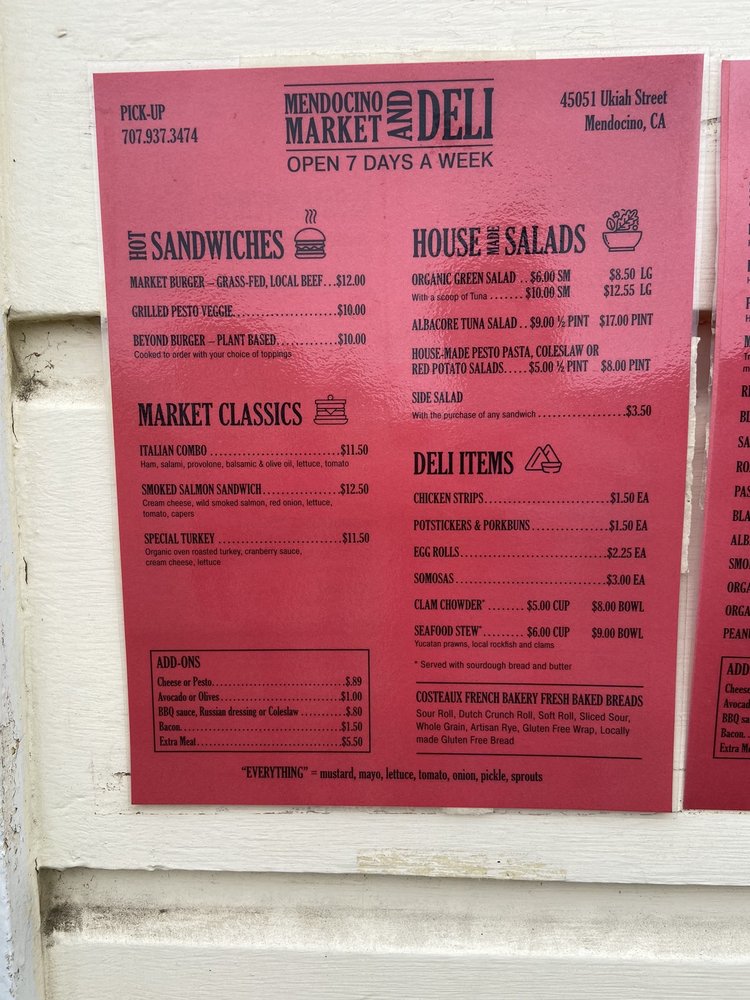 PICK-UP
707.937.3474
MENDOCINO
MARKET
AND
DELI
OPEN 7 DAYS A WEEK
45051 Ukiah Street
Mendocino, CA
HOT SANDWICHES
MARKET BURGER – GRASS-FED, LOCAL BEEF...$12.00
GRILLED PESTO VEGGIE........................$10.00
BEYOND BURGER – PLANT BASED.............$10.00
Cooked to order with your choice of toppings
MARKET CLASSICS
ITALIAN COMBO .............................$11.50
Ham, salami, provolone, balsamic & olive oil, lettuce, tomato
SMOKED SALMON SANDWICH.................$12.50
Cream cheese, wild smoked salmon, red onion, lettuce,
tomato, capers
SPECIAL TURKEY ...........................$11.50
Organic oven roasted turkey, cranberry sauce,
cream cheese, lettuce
ADD-ONS
Cheese or Pesto.................................$.89
Avocado or Olives..............................$1.00
BBQ sauce, Russian dressing or Coleslaw ...........$.80
Bacon..........................................$1.50
Extra Meat.....................................$5.50
HOUSE MADE SALADS
ORGANIC GREEN SALAD .. $6.00 SM $8.50 LG
With a scoop of Tuna ........ $10.00 SM $12.55 LG
ALBACORE TUNA SALAD .. $9.00 ½ PINT $17.00 PINT
HOUSE-MADE PESTO PASTA, COLESLAW OR
RED POTATO SALADS..... $5.00 ½ PINT $8.00 PINT
SIDE SALAD
With the purchase of any sandwich .....................$3.50
DELI ITEMS
CHICKEN STRIPS.............................$1.50 EA
POTSTICKERS & PORKBUNS..................$1.50 EA
EGG ROLLS...................................$2.25 EA
SOMOSAS....................................$3.00 EA
CLAM CHOWDER* ........ $5.00 CUP $8.00 BOWL
SEAFOOD STEW* ......... $6.00 CUP $9.00 BOWL
Yucatan prawns, local rockfish and clams
* Served with sourdough bread and butter
COSTEAUX FRENCH BAKERY FRESH BAKED BREADS
Sour Roll, Dutch Crunch Roll, Soft Roll, Sliced Sour,
Whole Grain, Artisan Rye, Gluten Free Wrap, Locally
made Gluten Free Bread
"EVERYTHING" = mustard, mayo, lettuce, tomato, onion, pickle, sprouts
ADD
Bacon.